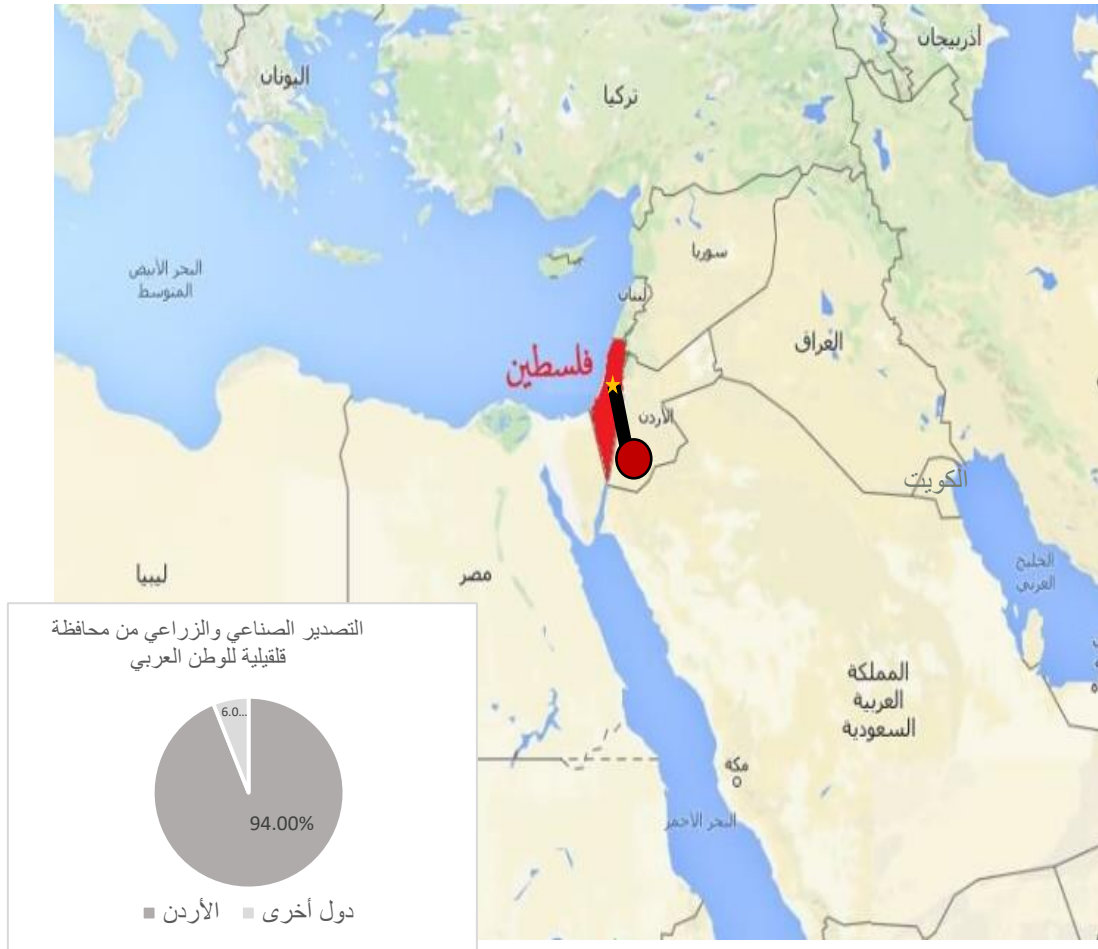 أذربيجان
اليونان
تركيا
سوريا
البحر الأبيض
المتوسط
لبنان
العراق
فلسطين
الأردن
الكويت
الخليج
العربي
ليبيا
مصر
المملكة
العربية
السعودية
مكة
البحر الأحمر
التصدير الصناعي والزراعي من محافظة
قلقيلية للوطن العربي
6.0...
94.00%
الأردن دول أخرى